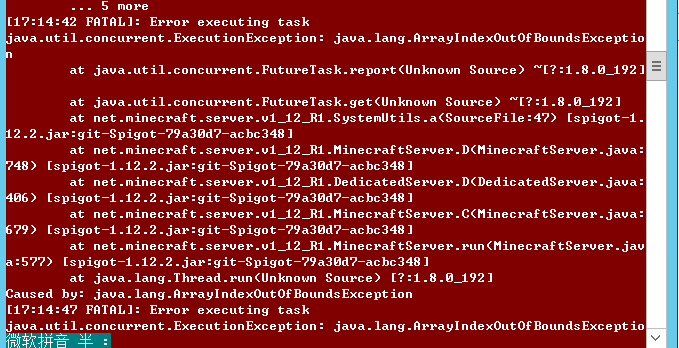 ... 5 more
[17:14:42 FATAL]: Error executing task
java.util.concurrent.ExecutionException: java.lang.ArrayIndexOutOfBoundsExceptio
n
at java.util.concurrent.FutureTask.report(Unknown Source) ~[?:1.8.0_192]
at java.util.concurrent.FutureTask.get(Unknown Source) ~[?:1.8.0_192]
at net.minecraft.server.v1_12_R1.SystemUtils.a(SourceFile:47) [spigot-1.
12.2.jar:git-Spigot-79a30d7-acbc348]
at net.minecraft.server.v1_12_R1.MinecraftServer.D(MinecraftServer.java:
748) [spigot-1.12.2.jar:git-Spigot-79a30d7-acbc348]
at net.minecraft.server.v1_12_R1.DedicatedServer.D(DedicatedServer.java:
406) [spigot-1.12.2.jar:git-Spigot-79a30d7-acbc348]
at net.minecraft.server.v1_12_R1.MinecraftServer.C(MinecraftServer.java:
679) [spigot-1.12.2.jar:git-Spigot-79a30d7-acbc348]
at net.minecraft.server.v1_12_R1.MinecraftServer.run(MinecraftServer.jav
a:577) [spigot-1.12.2.jar:git-Spigot-79a30d7-acbc348]
at java.lang.Thread.run(Unknown Source) [?:1.8.0_192]
Caused by: java.lang.ArrayIndexOutOfBoundsException
[17:14:47 FATAL]: Error executing task
java.util.concurrent.ExecutionException: java.lang.ArrayIndexOutOfBoundsExceptio
微软拼音 半 :